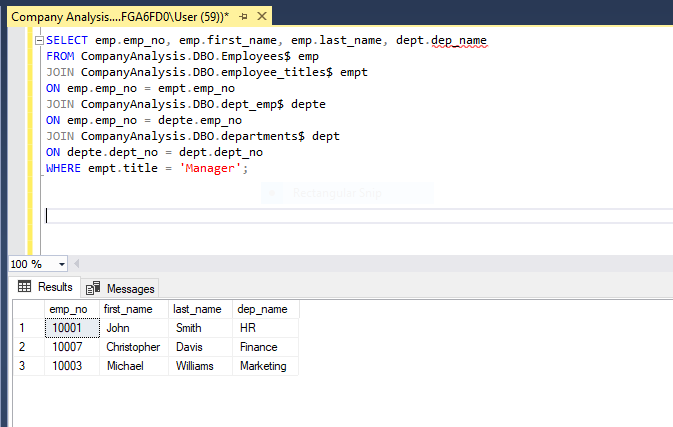 Company Analysis....FGA6FD0\User (59))*
SELECT emp.emp_no, emp.first_name, emp.last_name, dept.dep_name
FROM CompanyAnalysis.DBO.Employees$ emp
JOIN CompanyAnalysis.DBO.employee_titles$ empt
ON emp.emp_no = empt.emp_no
JOIN CompanyAnalysis.DBO.dept_emp$ depte
ON emp.emp_no = depte.emp_no
JOIN CompanyAnalysis.DBO.departments$ dept
ON depte.dept_no = dept.dept_no
WHERE empt.title = 'Manager';
Rectangular Snip
100 %
Results Messages
emp_no first_name last_name dep_name
1 10001 John Smith HR
2 10007 Christopher Davis Finance
3 10003 Michael Williams Marketing